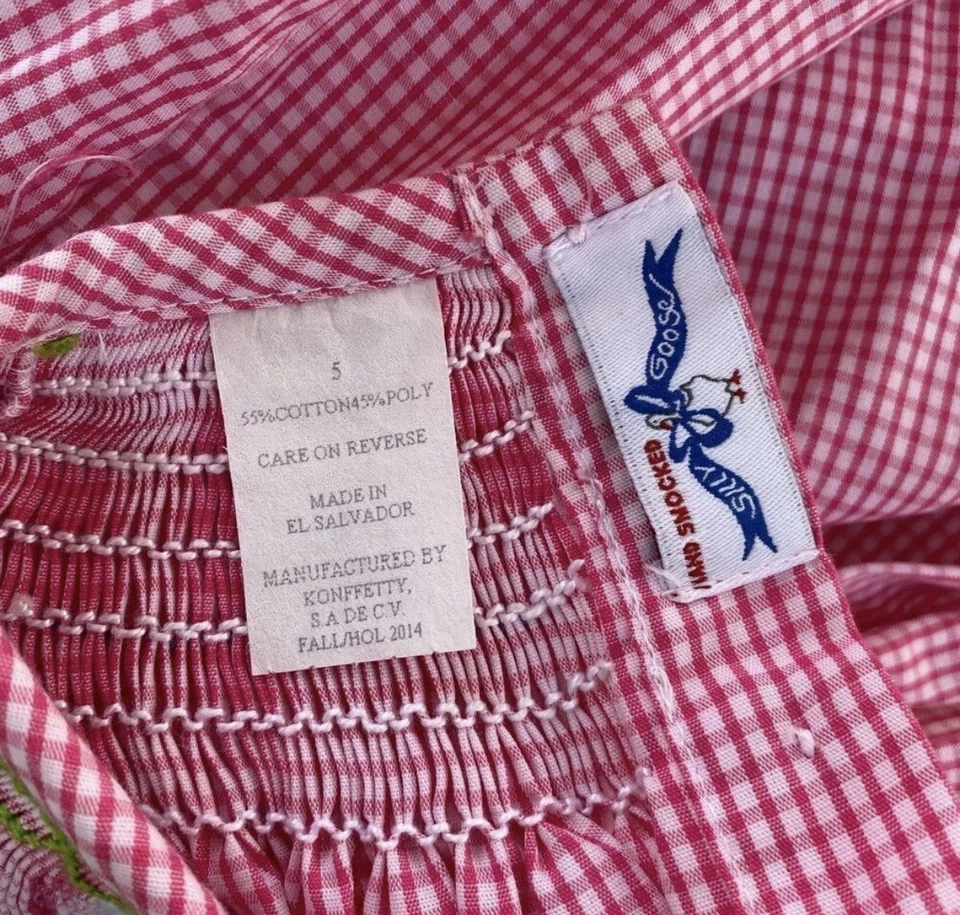 5
55%COTTON45%POLY
CARE ON REVERSE
MADE IN
EL SALVADOR
MANUFACTURED BY
KONFFETTY,
S.A DE C.V.
FALL/HOL 2014
SILLY GOOSE
HAND SMOCKED